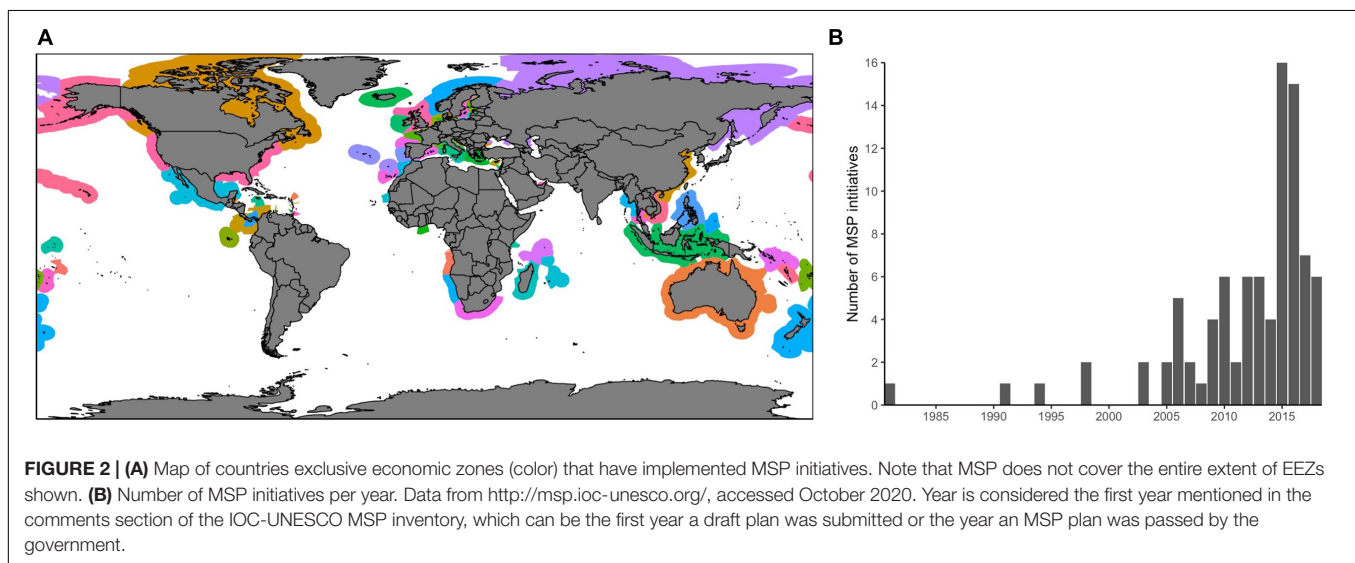 A
B
Number of MSP intitiatives
16
14
12
10
8
6
4
2
0
1985
1990
1995
2000
2005
2010
2015
FIGURE 2 | (A) Map of countries exclusive economic zones (color) that have implemented MSP initiatives. Note that MSP does not cover the entire extent of EEZs
shown. (B) Number of MSP initiatives per year. Data from http://msp.ioc-unesco.org/, accessed October 2020. Year is considered the first year mentioned in the
comments section of the IOC-UNESCO MSP inventory, which can be the first year a draft plan was submitted or the year an MSP plan was passed by the
government.